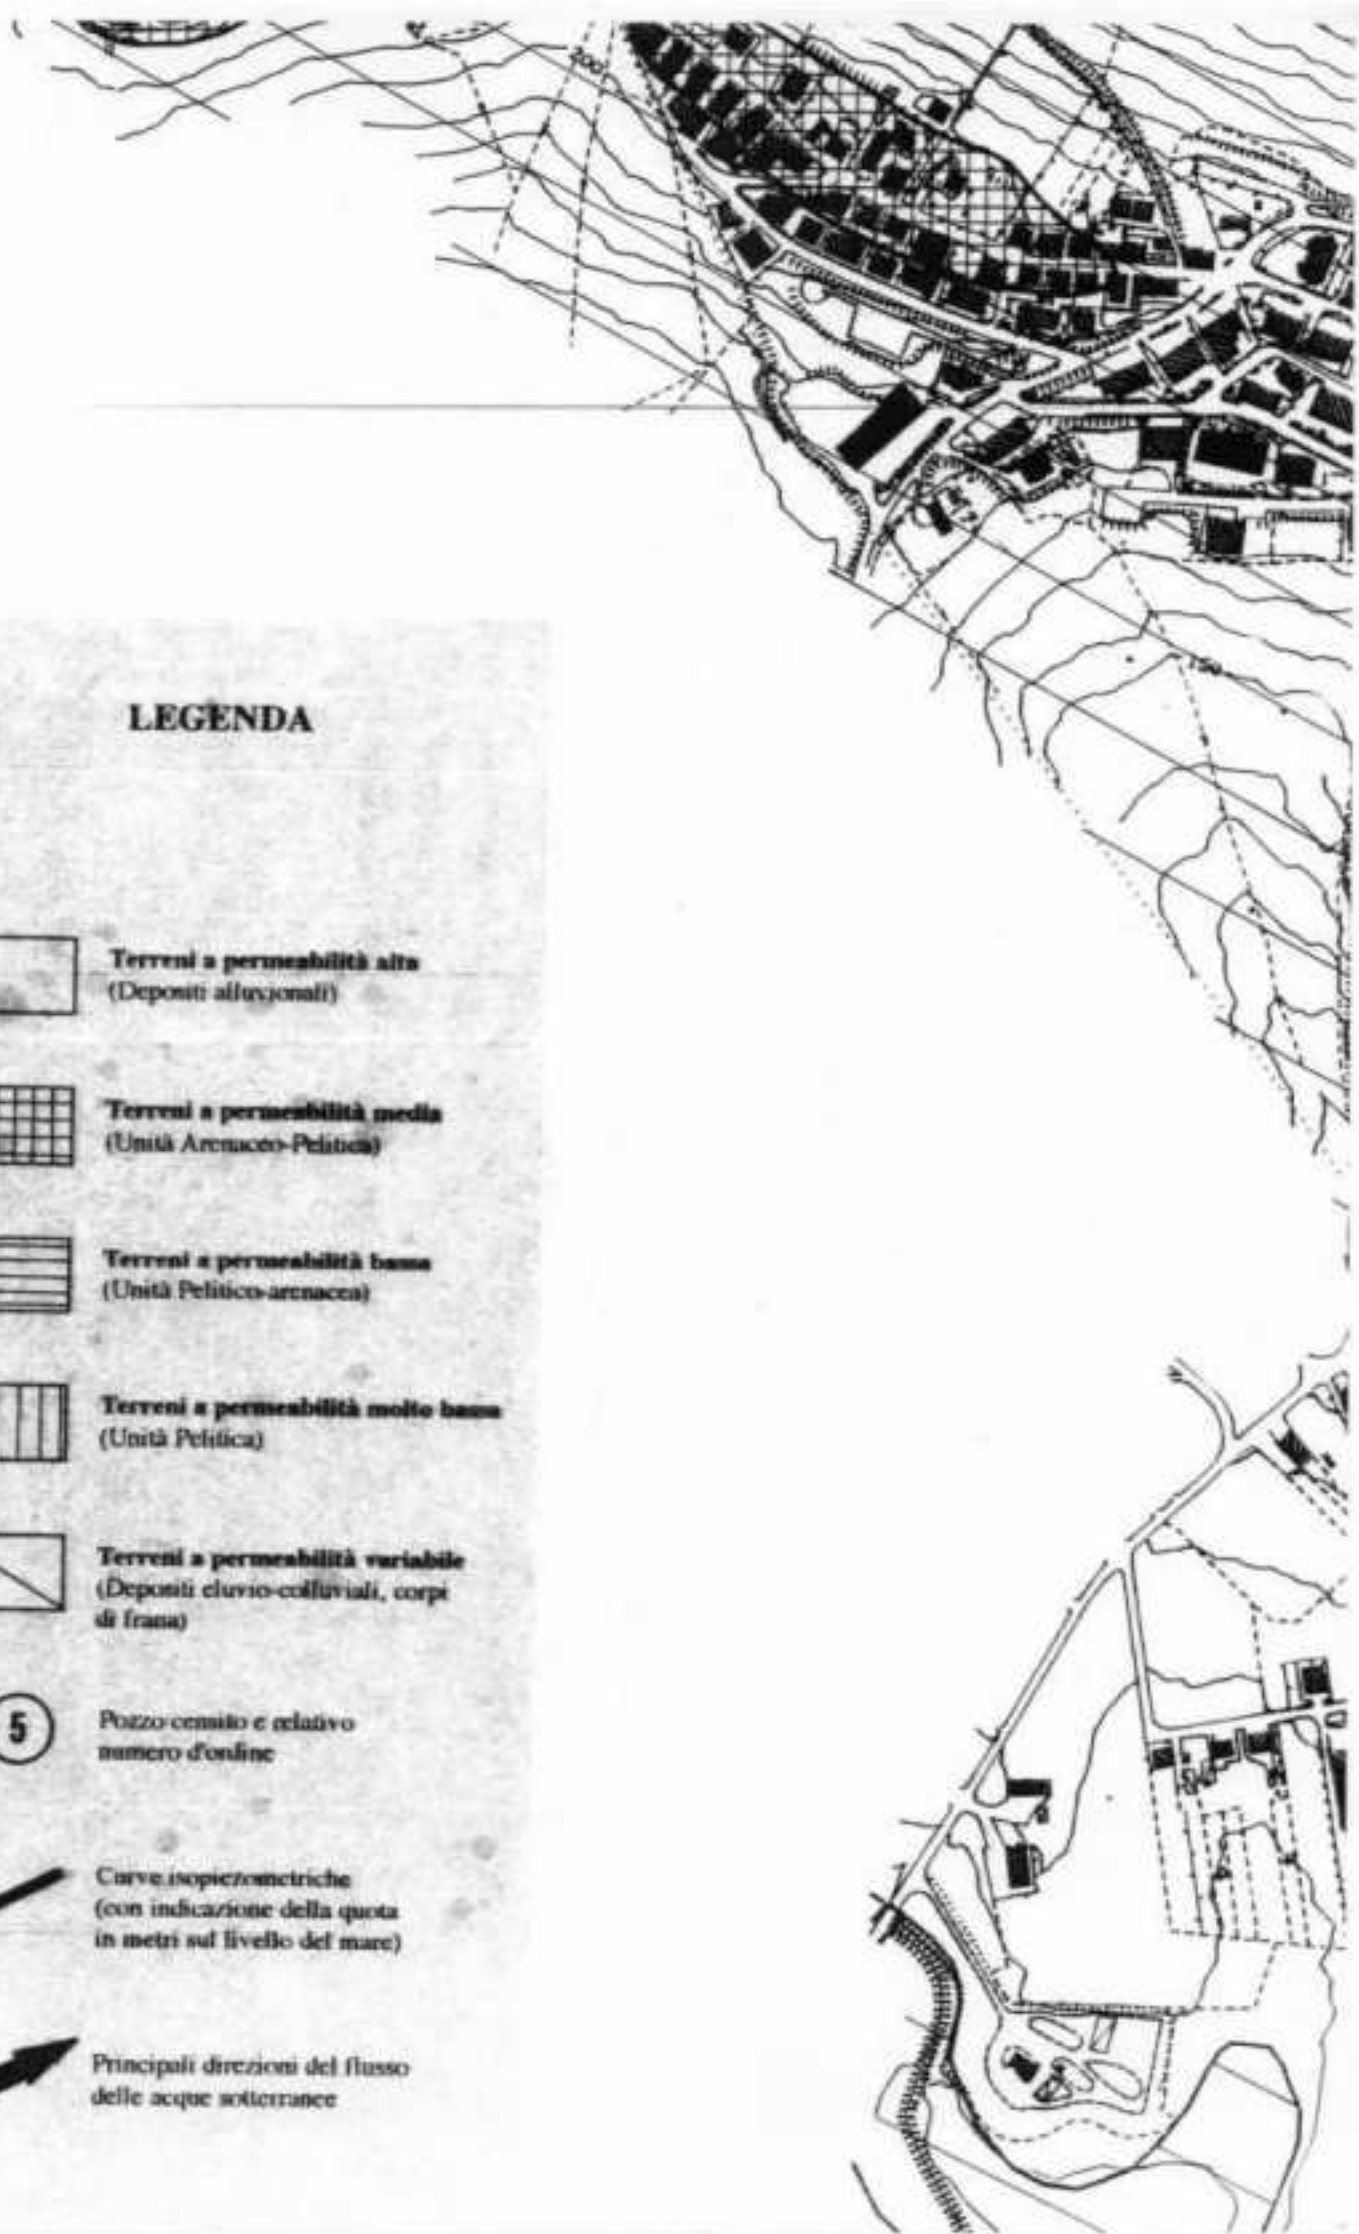 200
150
LEGENDA
Terreni a permeabilità alta
(Depositi alluvionali)
Terreni a permeabilità media
(Unità Arenaceo-Pelitica)
Terreni a permeabilità bassa
(Unità Pelitico-arenacea)
Terreni a permeabilità molto bassa
(Unità Pelitica)
Terreni a permeabilità variabile
(Depositi eluvio-colluviali, corpi
di frana)
5
Pozzo censito e relativo
numero d'ordine
Curve isopiezometriche
(con indicazione della quota
in metri sul livello del mare)
Principali direzioni del flusso
delle acque sotterranee